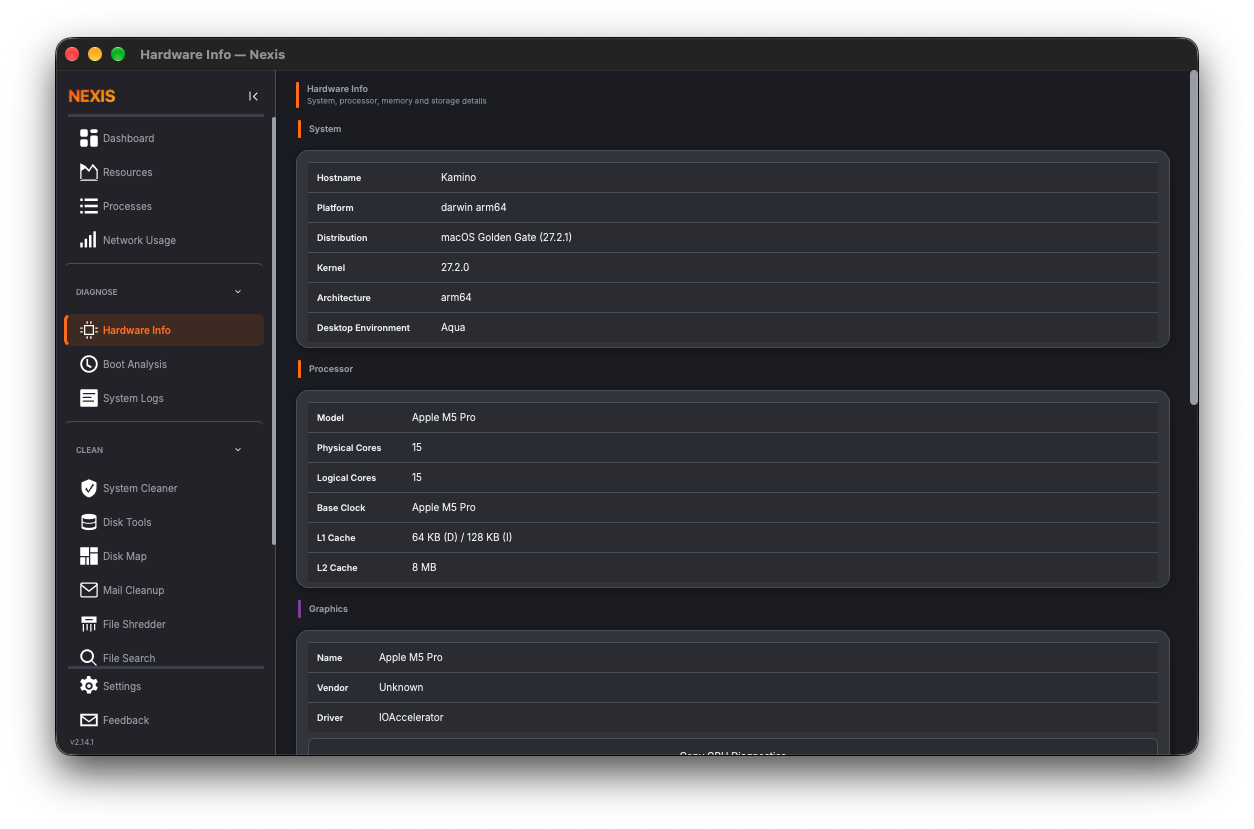 Hardware Info — Nexis
NEXIS
Dashboard
Resources
Processes
Network Usage
DIAGNOSE
Hardware Info
Boot Analysis
System Logs
CLEAN
System Cleaner
Disk Tools
Disk Map
Mail Cleanup
File Shredder
File Search
Settings
Feedback
v2.14.1
Hardware Info
System, processor, memory and storage details
System
Hostname Kamino
Platform darwin arm64
Distribution macOS Golden Gate (27.2.1)
Kernel 27.2.0
Architecture arm64
Desktop Environment Aqua
Processor
Model Apple M5 Pro
Physical Cores 15
Logical Cores 15
Base Clock Apple M5 Pro
L1 Cache 64 KB (D) / 128 KB (I)
L2 Cache 8 MB
Graphics
Name Apple M5 Pro
Vendor Unknown
Driver IOAccelerator
Copy GPU Diagnostics